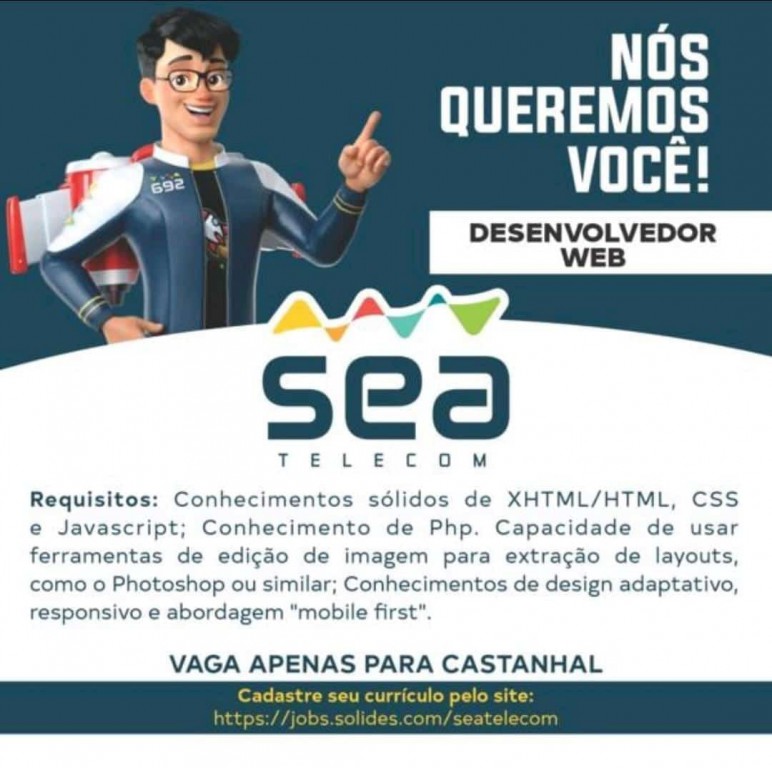 NÓS
QUEREMOS
VOCÊ!
DESENVOLVEDOR
WEB
G92
sea
TELECOM
Requisitos: Conhecimentos sólidos de XHTML/HTML, CSS
e Javascript; Conhecimento de Php. Capacidade de usar
ferramentas de edição de imagem para extração de layouts,
como o Photoshop ou similar; Conhecimentos de design adaptativo,
responsivo e abordagem "mobile first".
VAGA APENAS PARA CASTANHAL
Cadastre seu currículo pelo site:
https://jobs.solides.com/seatelecom